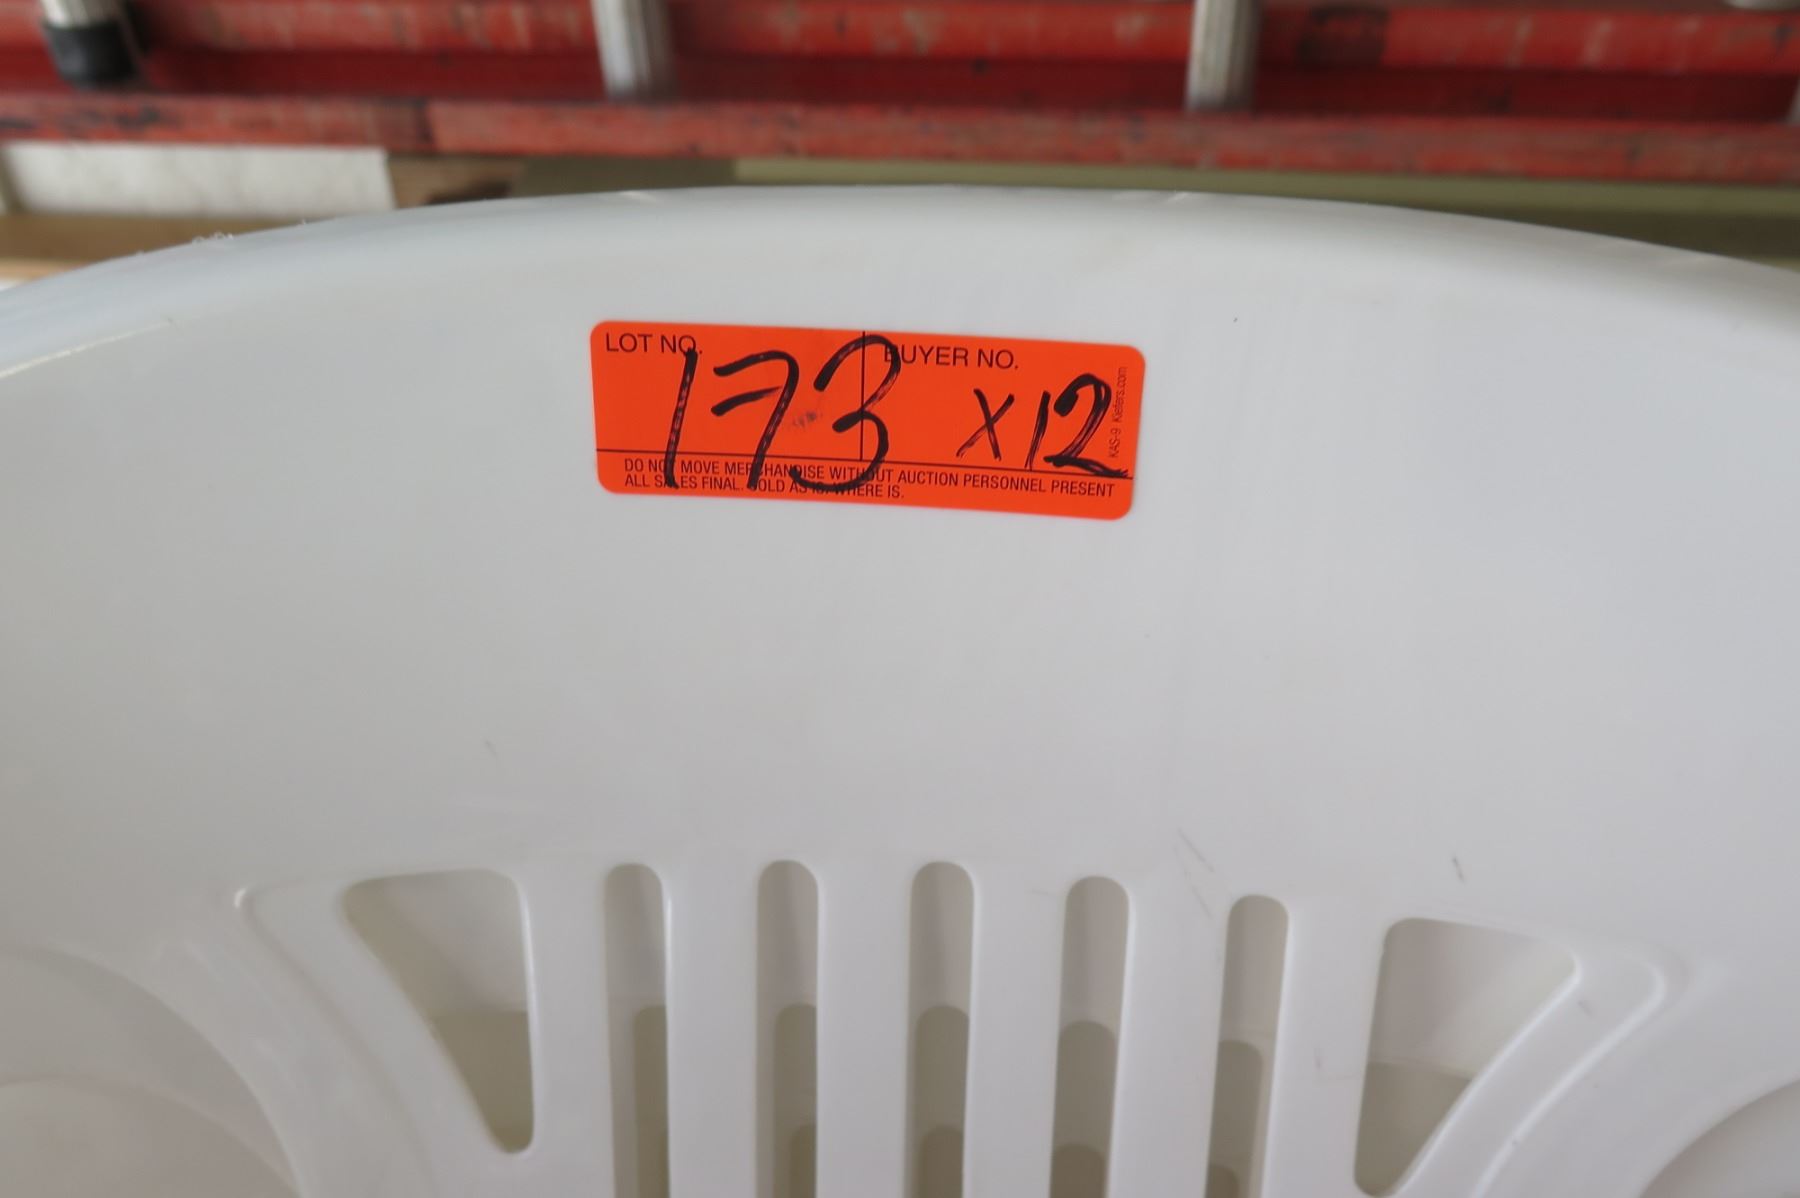 LOT NO.
BUYER NO.
173 x12
DO NOT MOVE MERCHANDISE WITHOUT AUCTION PERSONNEL PRESENT
ALL SALES FINAL. SOLD AS IS. WHERE IS.
KAS-9 Kiefers.com